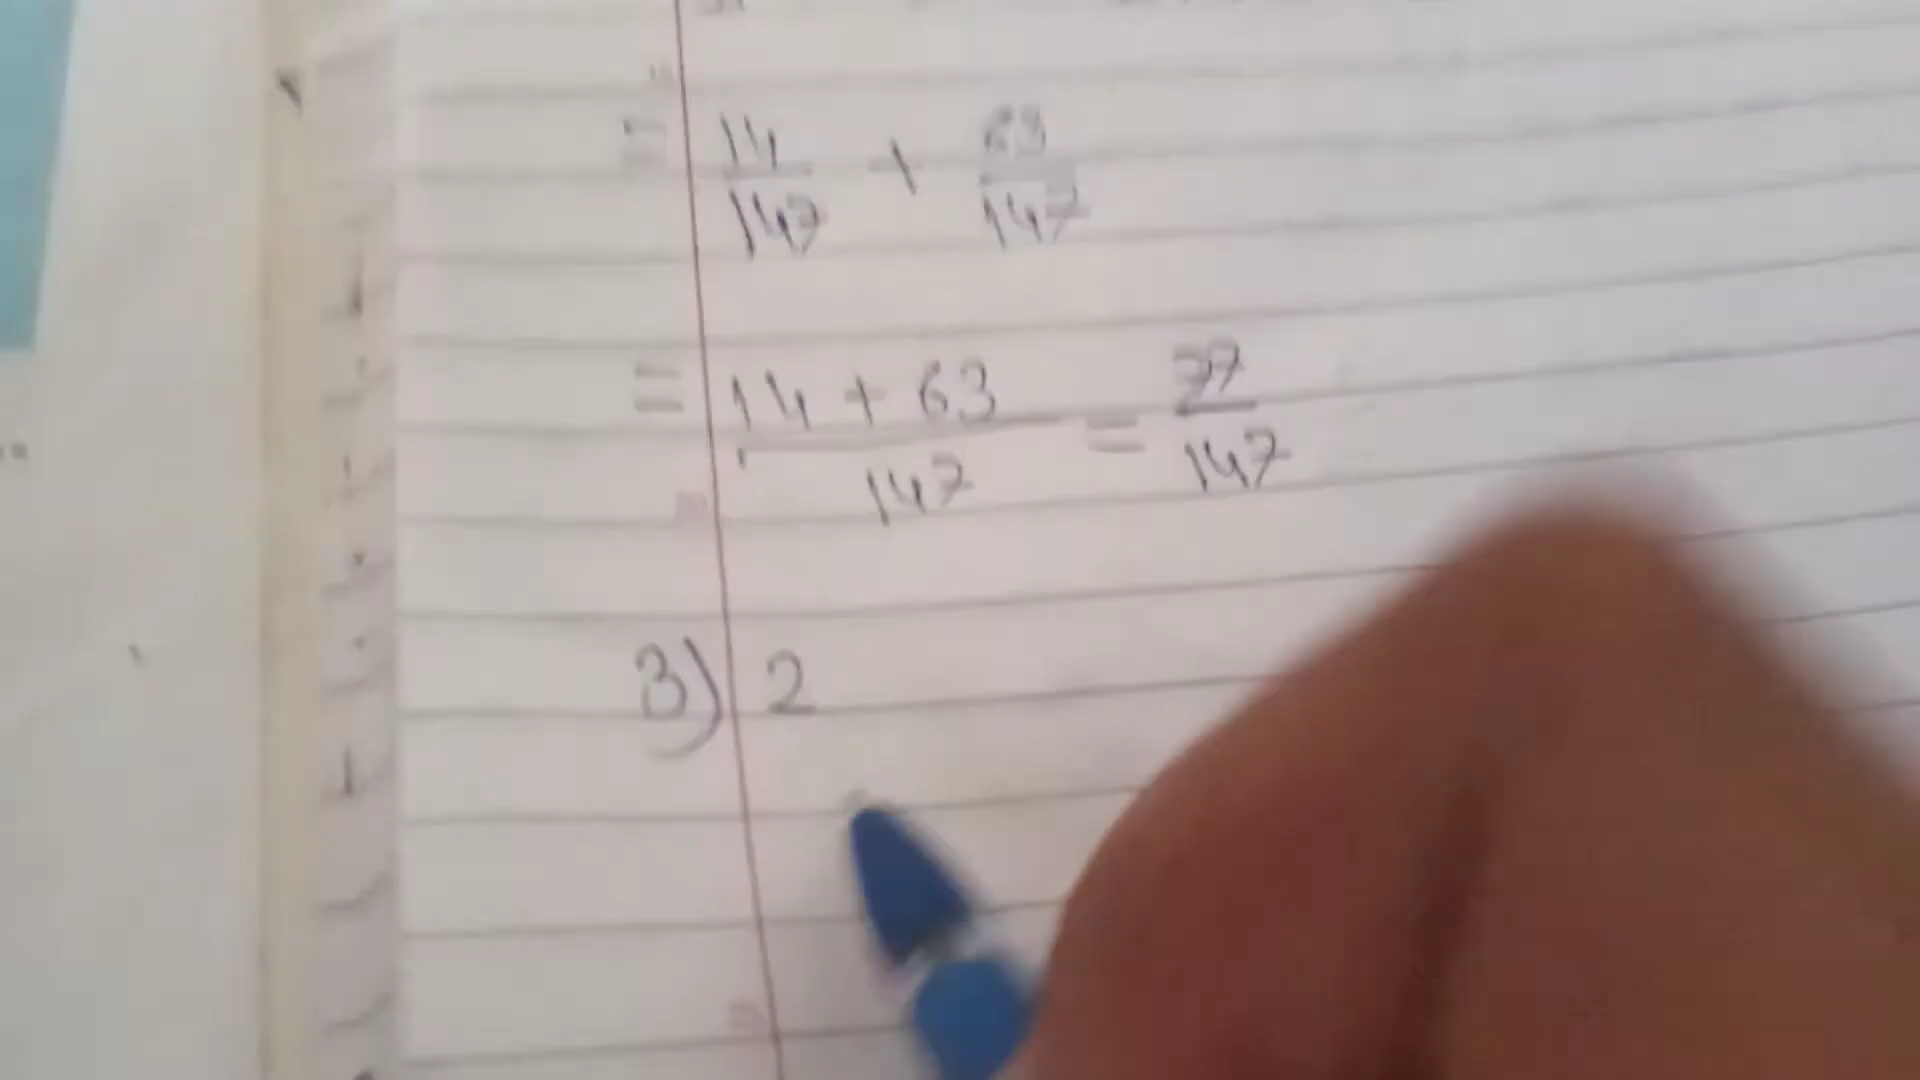 = 14/147 + 63/147
= 14 + 63/147 = 77/147
3) 2